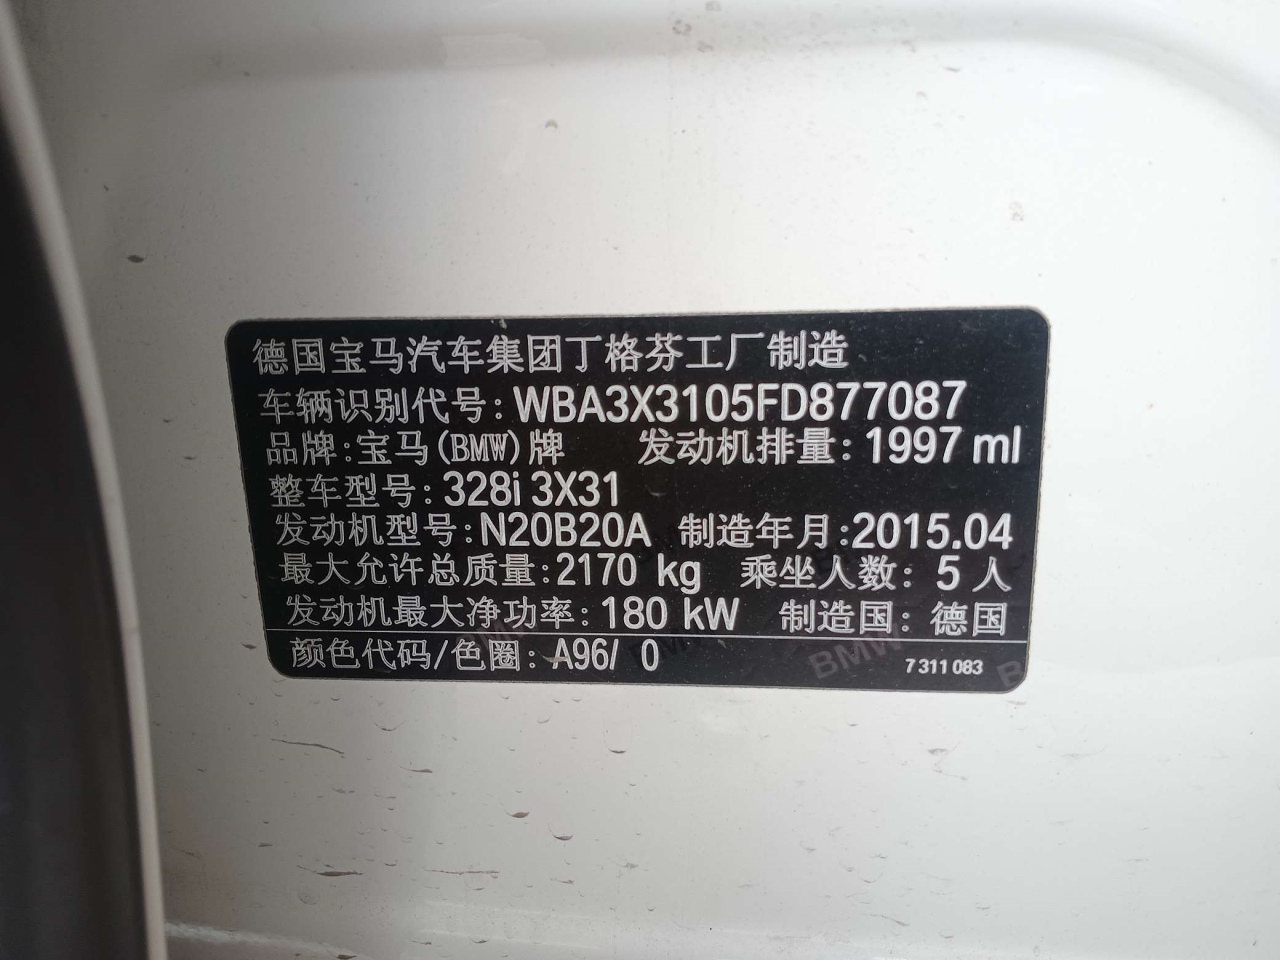 德国宝马汽车集团丁格芬工厂制造
车辆识别代号: WBA3X3105FD877087
品牌:宝马(BMW)牌 发动机排量: 1997 ml
整车型号: 328i 3X31
发动机型号: N20B20A 制造年月:2015.04
最大允许总质量:2170 kg 乘坐人数: 5人
发动机最大净功率: 180 kW 制造国: 德国
颜色代码/色圈: A96/ 0 7 311 083